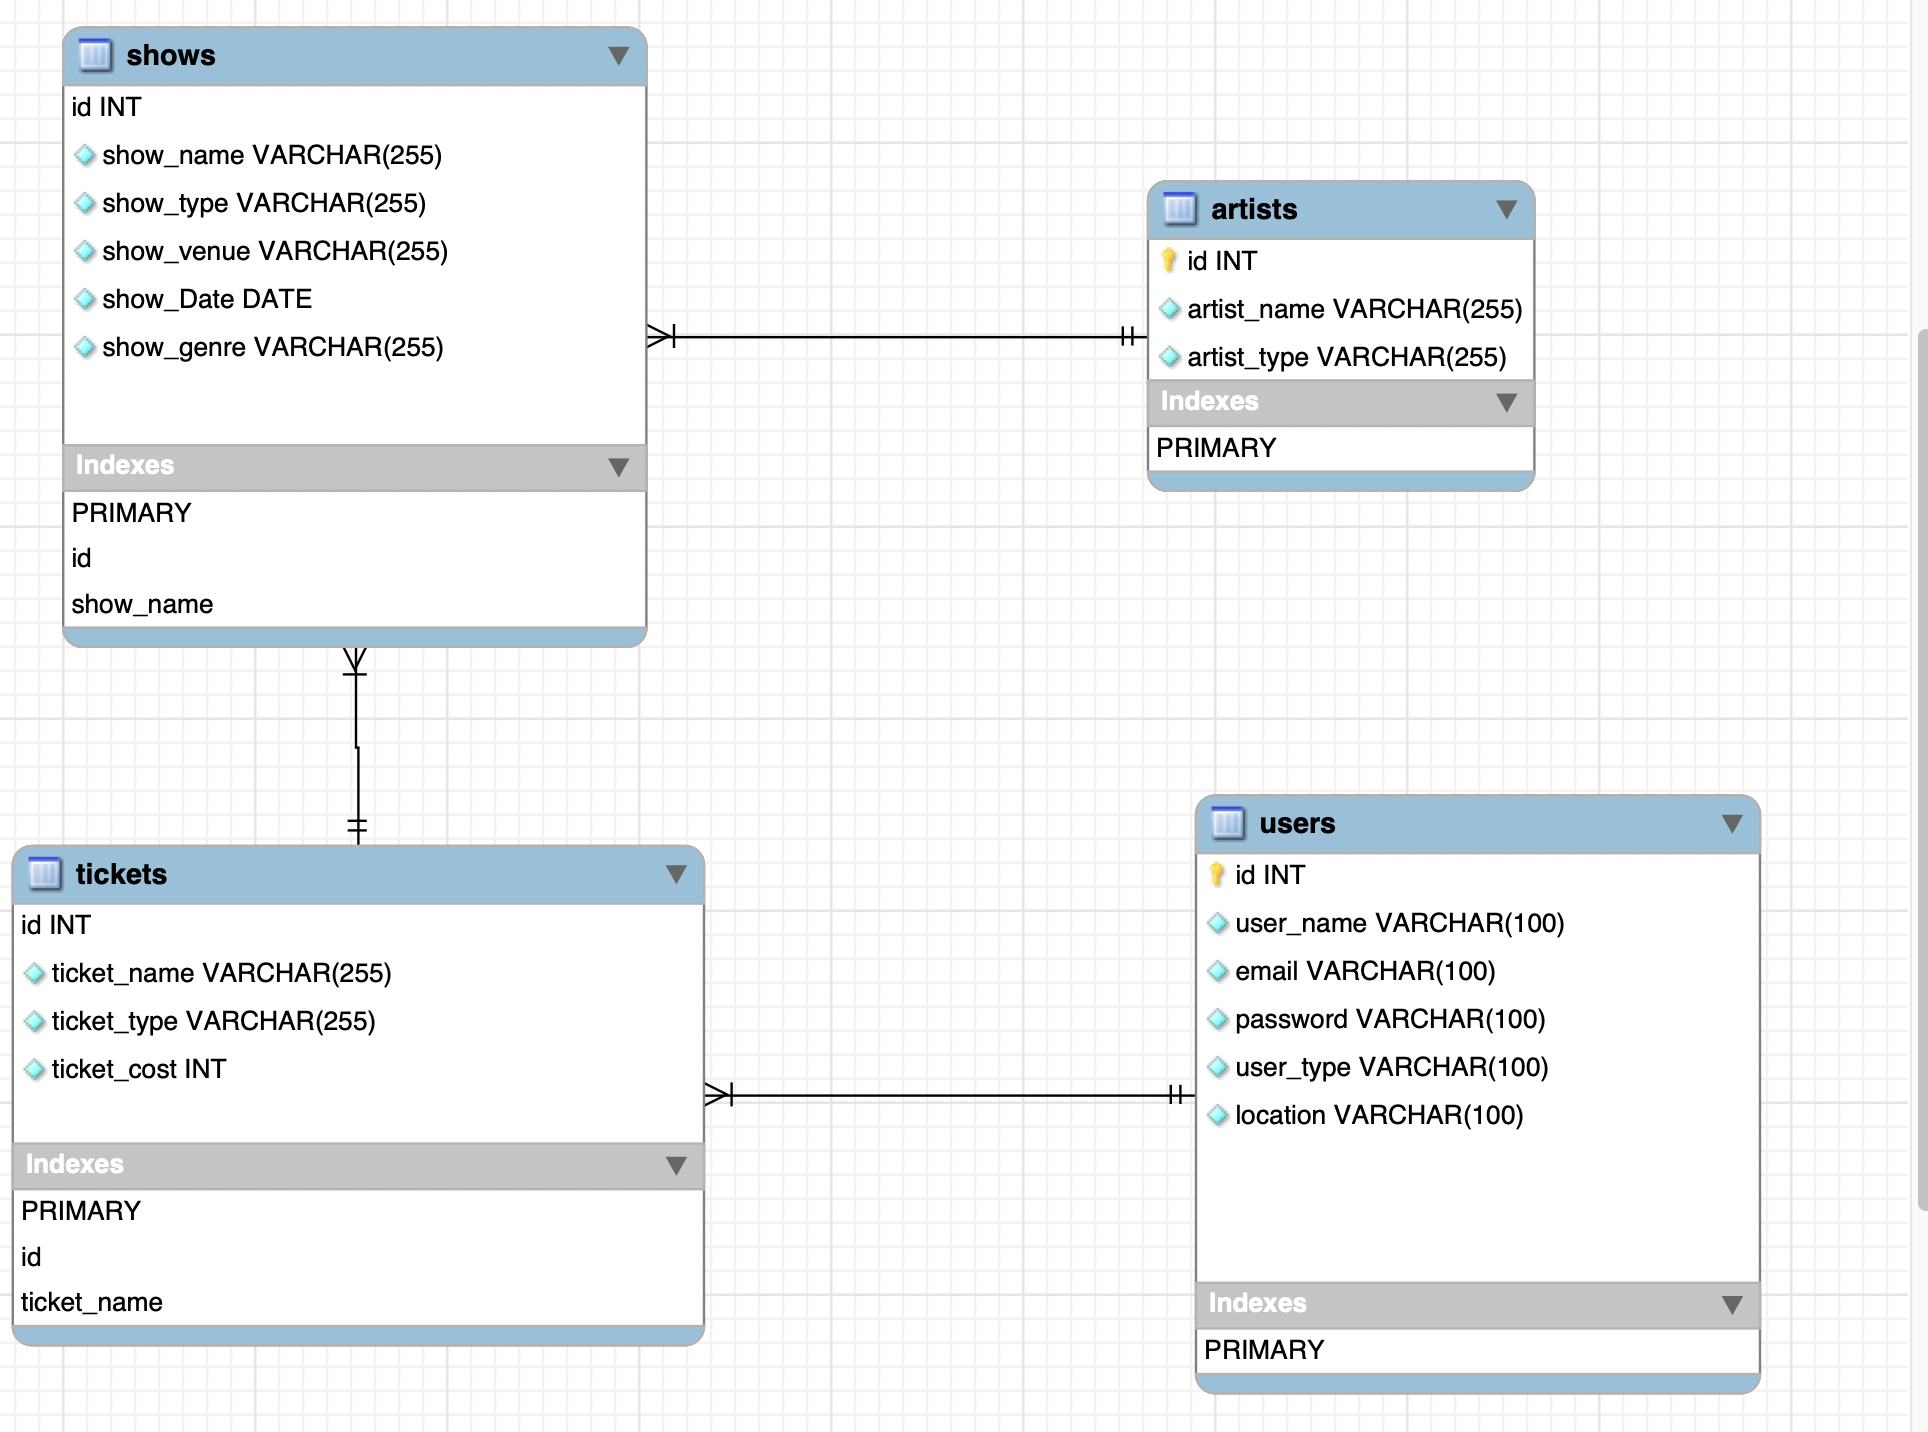 shows
id INT
show_name VARCHAR(255)
show_type VARCHAR(255)
show_venue VARCHAR(255)
show_Date DATE
show_genre VARCHAR(255)
Indexes
PRIMARY
id
show_name
artists
id INT
artist_name VARCHAR(255)
artist_type VARCHAR(255)
Indexes
PRIMARY
tickets
id INT
ticket_name VARCHAR(255)
ticket_type VARCHAR(255)
ticket_cost INT
Indexes
PRIMARY
id
ticket_name
users
id INT
user_name VARCHAR(100)
email VARCHAR(100)
password VARCHAR(100)
user_type VARCHAR(100)
location VARCHAR(100)
Indexes
PRIMARY